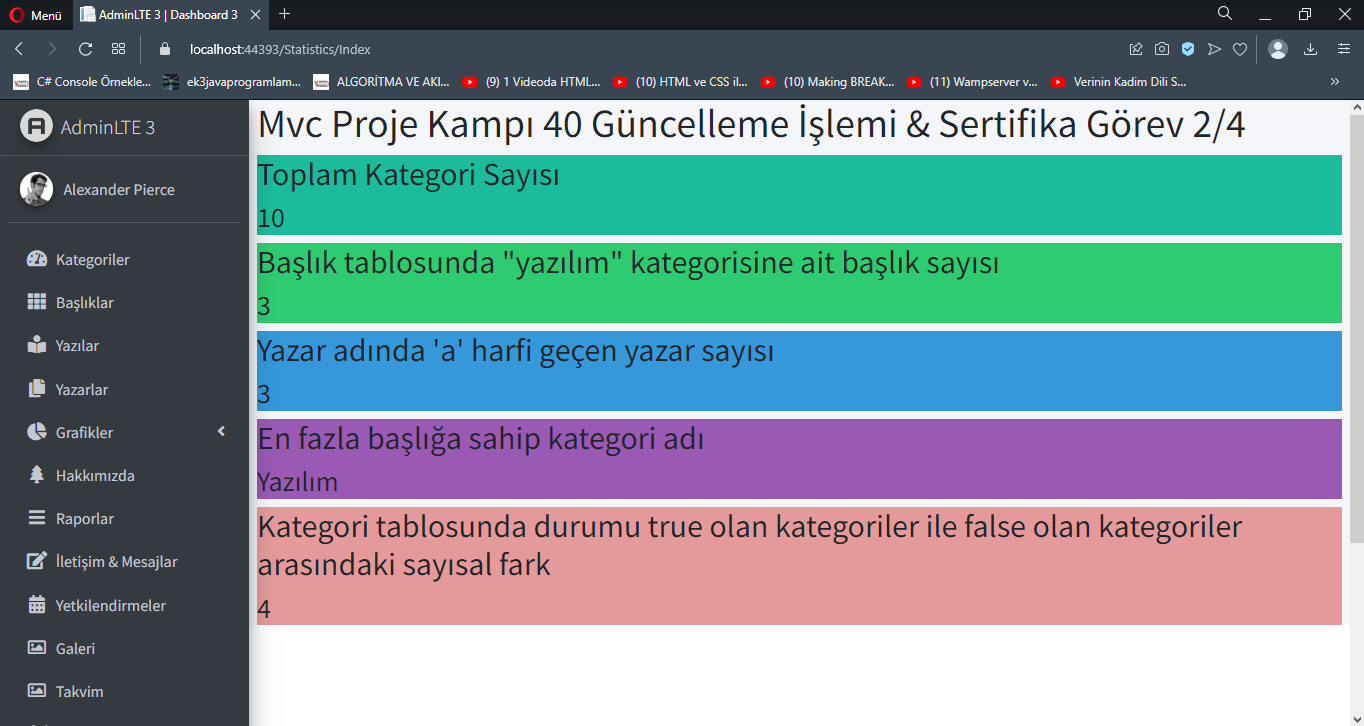 Menü
AdminLTE 3 | Dashboard 3
localhost:44393/Statistics/Index
C# Console Örnekle...
ek3javaprogramlam...
ALGORİTMA VE AKI...
(9) 1 Videoda HTML...
(10) HTML ve CSS il...
(10) Making BREAK...
(11) Wampserver v...
Verinin Kadim Dili S...
AdminLTE 3
Alexander Pierce
Kategoriler
Başlıklar
Yazılar
Yazarlar
Grafikler
Hakkımızda
Raporlar
İletişim & Mesajlar
Yetkilendirmeler
Galeri
Takvim
Mvc Proje Kampı 40 Güncelleme İşlemi & Sertifika Görev 2/4
Toplam Kategori Sayısı
10
Başlık tablosunda "yazılım" kategorisine ait başlık sayısı
3
Yazar adında 'a' harfi geçen yazar sayısı
3
En fazla başlığa sahip kategori adı
Yazılım
Kategori tablosunda durumu true olan kategoriler ile false olan kategoriler
arasındaki sayısal fark
4